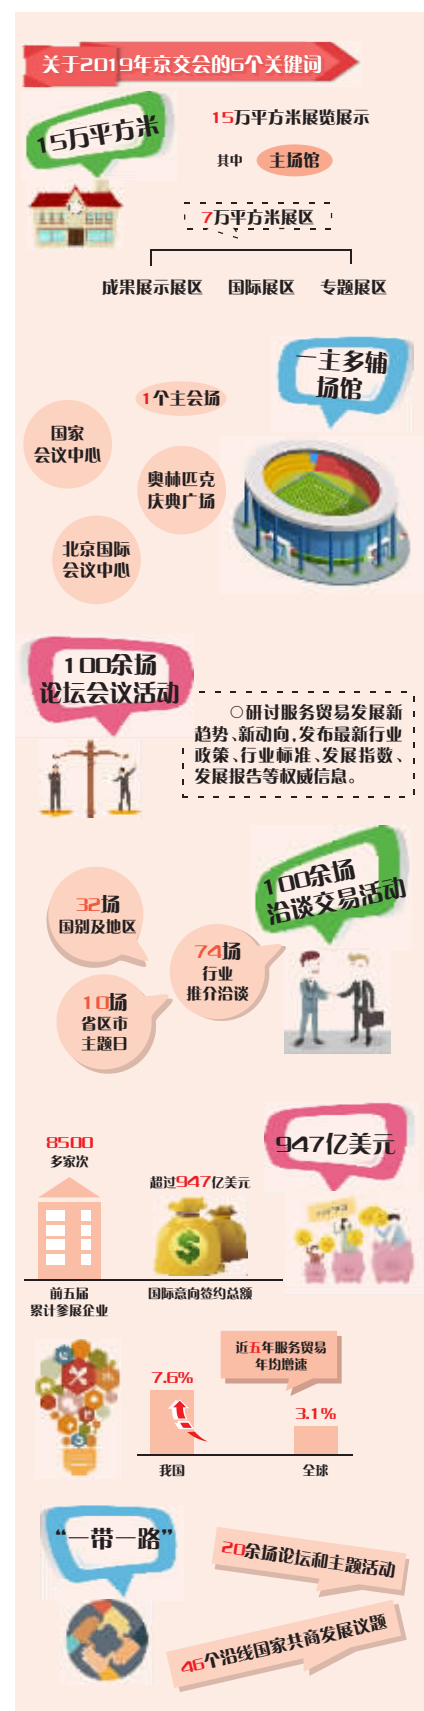 关于2019年京交会的6个关键词
15万平方米
15万平方米展览展示
其中 主场馆
7万平方米展区
成果展示展区 国际展区 专题展区
一主多辅
场馆
1个主会场
国家
会议中心
奥林匹克
庆典广场
北京国际
会议中心
100余场
论坛会议活动
〇研讨服务贸易发展新
趋势、新动向,发布最新行业
政策、行业标准、发展指数、
发展报告等权威信息。
100余场
洽谈交易活动
32场
国别及地区
74场
行业
推介洽谈
10场
省区市
主题日
947亿美元
8500
多家次
前五届
累计参展企业
超过947亿美元
国际意向签约总额
近五年服务贸易
年均增速
7.6%
3.1%
我国
全球
“一带一路”
20余场论坛和主题活动
46个沿线国家共商发展议题